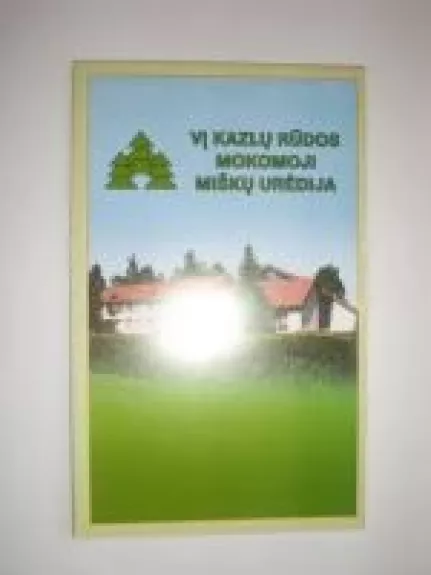 VĮ KAZLŲ RŪDOS
MOKOMOJI
MIŠKŲ URĖDIJA